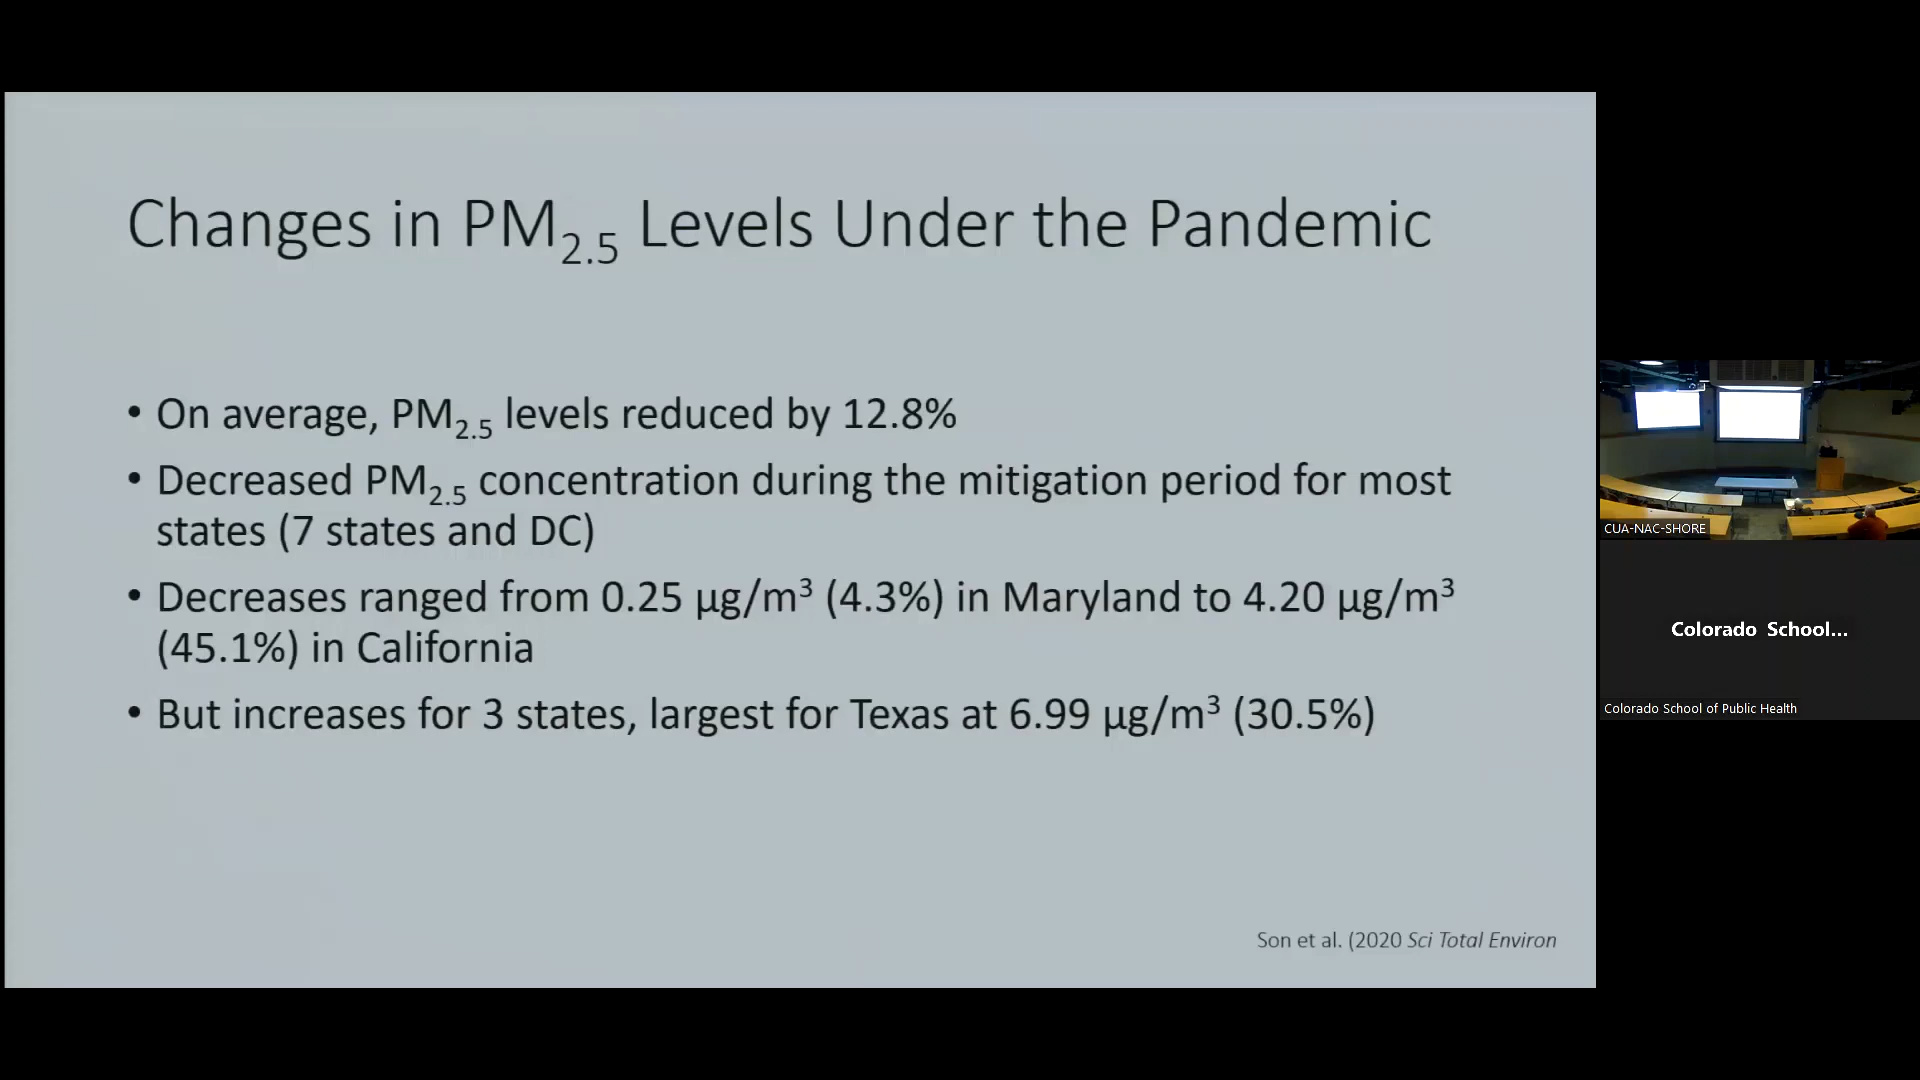 Changes in PM2.5 Levels Under the Pandemic
• On average, PM2.5 levels reduced by 12.8%
• Decreased PM2.5 concentration during the mitigation period for most
states (7 states and DC)
• Decreases ranged from 0.25 µg/m³ (4.3%) in Maryland to 4.20 µg/m³
(45.1%) in California
• But increases for 3 states, largest for Texas at 6.99 µg/m³ (30.5%)
Son et al. (2020 Sci Total Environ
CUA-NAC-SHORE
Colorado School...
Colorado School of Public Health